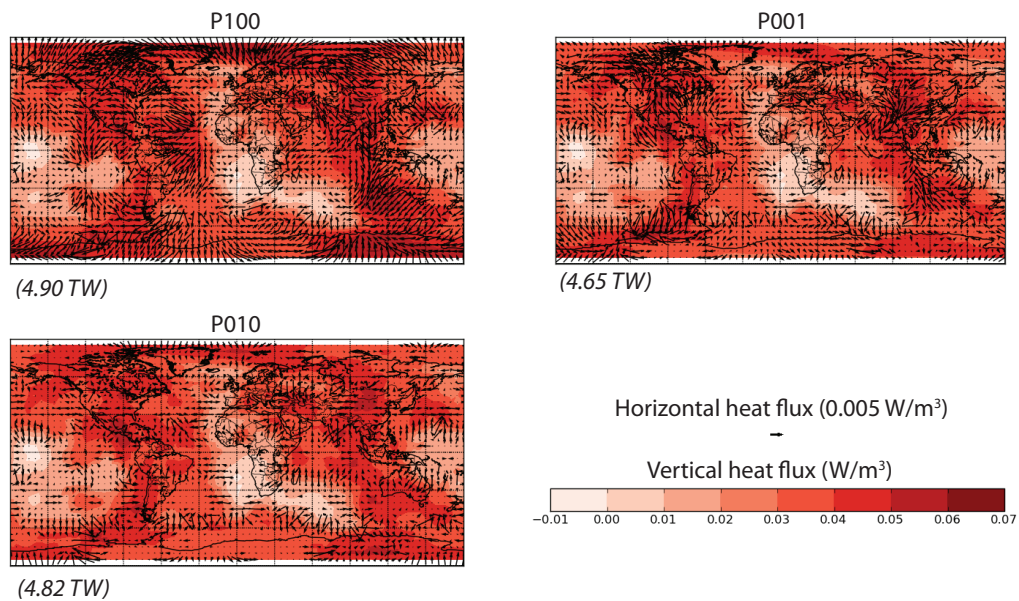 P100
P001
(4.90 TW)
(4.65 TW)
P010
Horizontal heat flux (0.005 W/m³)
Vertical heat flux (W/m³)
−0.01 0.00 0.01 0.02 0.03 0.04 0.05 0.06 0.07
(4.82 TW)